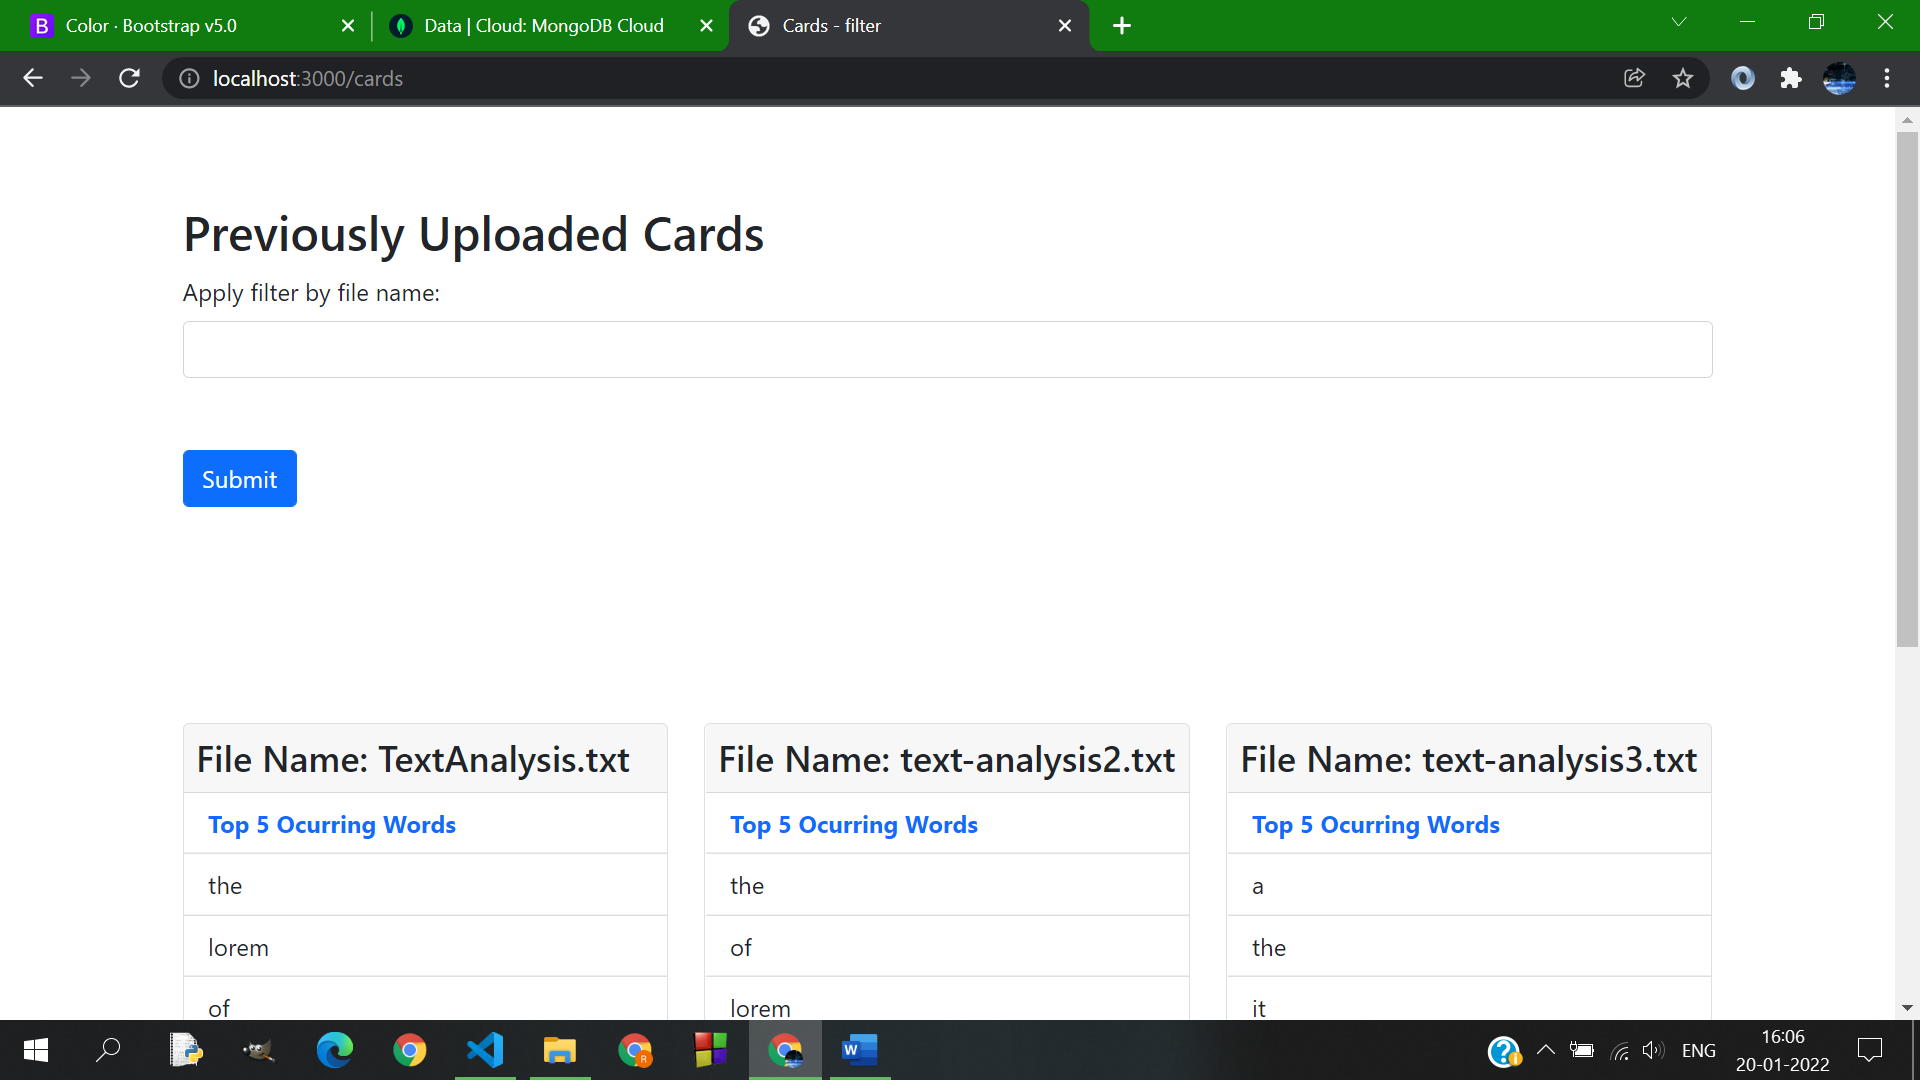 B Color · Bootstrap v5.0 Data | Cloud: MongoDB Cloud Cards - filter
localhost:3000/cards
Previously Uploaded Cards
Apply filter by file name:
Submit
File Name: TextAnalysis.txt File Name: text-analysis2.txt File Name: text-analysis3.txt
Top 5 Ocurring Words Top 5 Ocurring Words Top 5 Ocurring Words
the the a
lorem of the
of lorem it
R W ? i ENG 16:06
20-01-2022